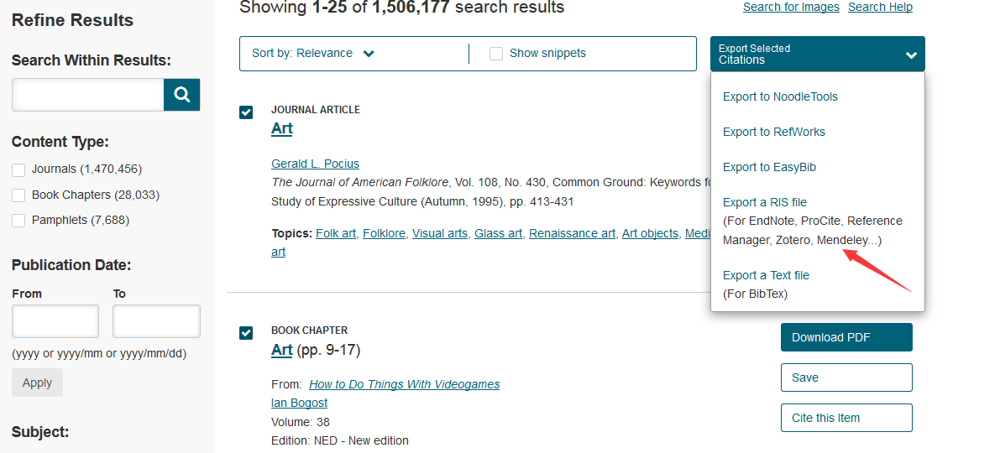 Refine Results
Search Within Results:
Content Type:
Journals (1,470,456)
Book Chapters (28,033)
Pamphlets (7,688)
Publication Date:
From To
(yyyy or yyyy/mm or yyyy/mm/dd)
Apply
Subject:
Showing 1-25 of 1,506,177 search results
Search for Images Search Help
Sort by: Relevance
Show snippets
Export Selected
Citations
Export to NoodleTools
Export to RefWorks
Export to EasyBib
Export a RIS file
(For EndNote, ProCite, Reference
Manager, Zotero, Mendeley...)
Export a Text file
(For BibTex)
JOURNAL ARTICLE
Art
Gerald L. Pocius
The Journal of American Folklore, Vol. 108, No. 430, Common Ground: Keywords
Study of Expressive Culture (Autumn, 1995), pp. 413-431
Topics: Folk art, Folklore, Visual arts, Glass art, Renaissance art, Art objects,
art
BOOK CHAPTER
Art (pp. 9-17)
From: How to Do Things With Videogames
Ian Bogost
Volume: 38
Edition: NED - New edition
Download PDF
Save
Cite this Item